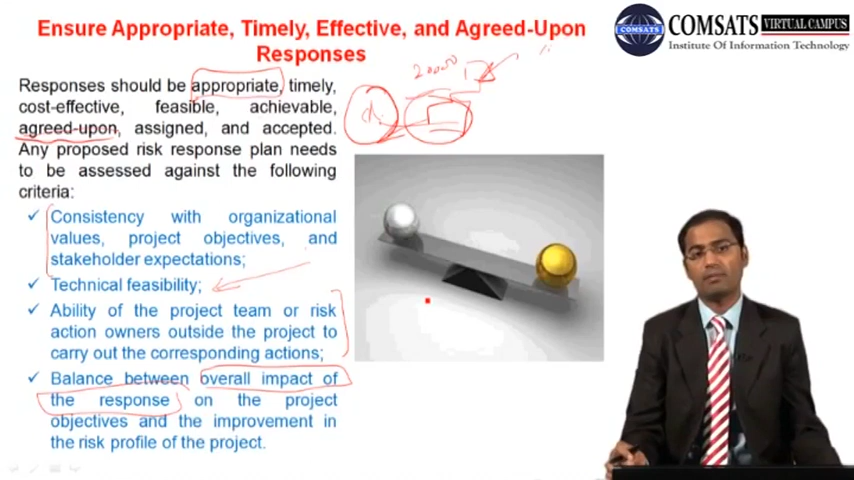 Ensure Appropriate, Timely, Effective, and Agreed-Upon
Responses
COMSATS VIRTUAL CAMPUS
Institute Of Information Technology
Responses should be appropriate, timely,
cost-effective, feasible, achievable,
agreed-upon, assigned, and accepted.
Any proposed risk response plan needs
to be assessed against the following
criteria:
✓ Consistency with organizational
values, project objectives, and
stakeholder expectations;
✓ Technical feasibility;
✓ Ability of the project team or risk
action owners outside the project to
carry out the corresponding actions;
✓ Balance between overall impact of
the response on the project
objectives and the improvement in
the risk profile of the project.